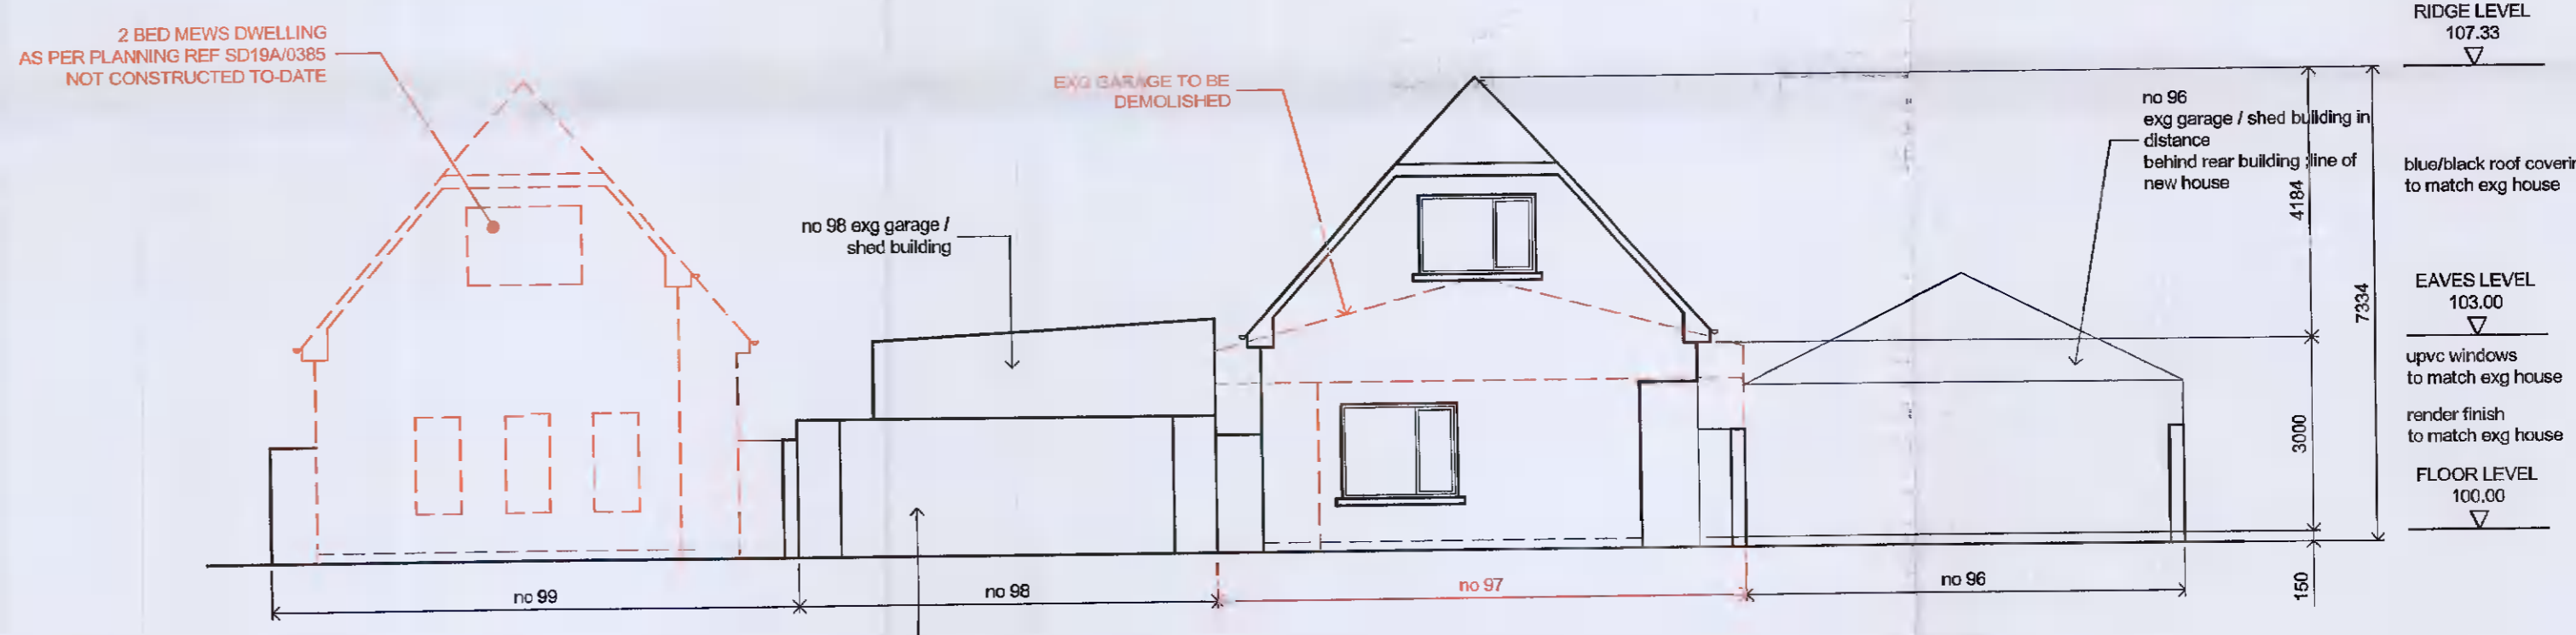 2 BED MEWS DWELLING
AS PER PLANNING REF SD19A/0385
NOT CONSTRUCTED TO-DATE
EXG GARAGE TO BE
DEMOLISHED
no 98 exg garage /
shed building
no 96
exg garage / shed building in
distance
behind rear building line of
new house
RIDGE LEVEL
107.33
blue/black roof coverin
to match exg house
EAVES LEVEL
103.00
upvc windows
to match exg house
render finish
to match exg house
FLOOR LEVEL
100.00
4184
7334
3000
150
no 99
no 98
no 97
no 96